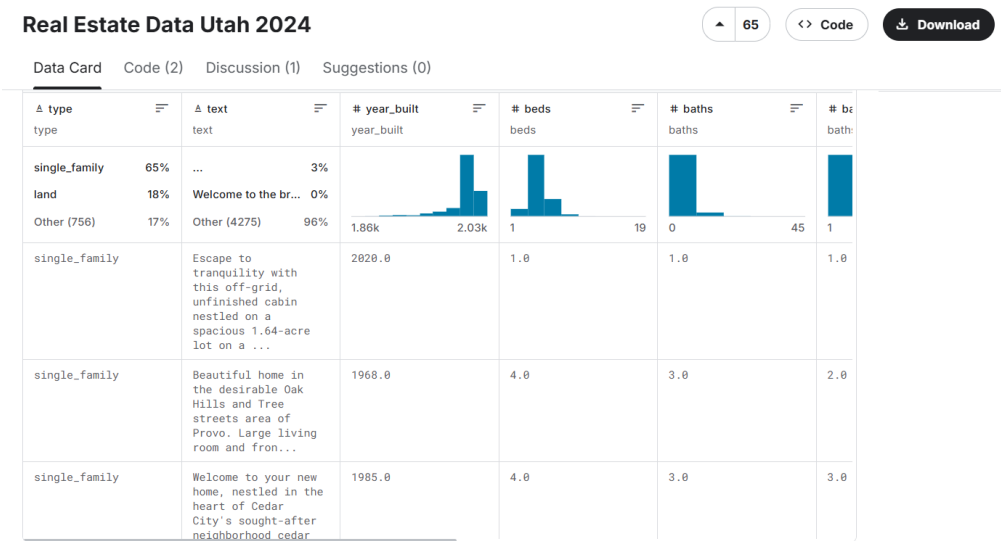 Real Estate Data Utah 2024
65
<> Code
Download
Data Card
Code (2)
Discussion (1)
Suggestions (0)
A type
A text
# year_built
# beds
# baths
# ba
type
text
year_built
beds
baths
bath
single_family 65%
land 18%
Other (756) 17%
... 3%
Welcome to the br... 0%
Other (4275) 96%
1.86k 2.03k
1 19
0 45
1
single_family
Escape to
tranquility with
this off-grid,
unfinished cabin
nestled on a
spacious 1.64-acre
lot on a ...
2020.0
1.0
1.0
1.0
single_family
Beautiful home in
the desirable Oak
Hills and Tree
streets area of
Provo. Large living
room and fron...
1968.0
4.0
3.0
2.0
single_family
Welcome to your new
home, nestled in the
heart of Cedar
City's sought-after
neighborhood cedar
1985.0
4.0
3.0
3.0